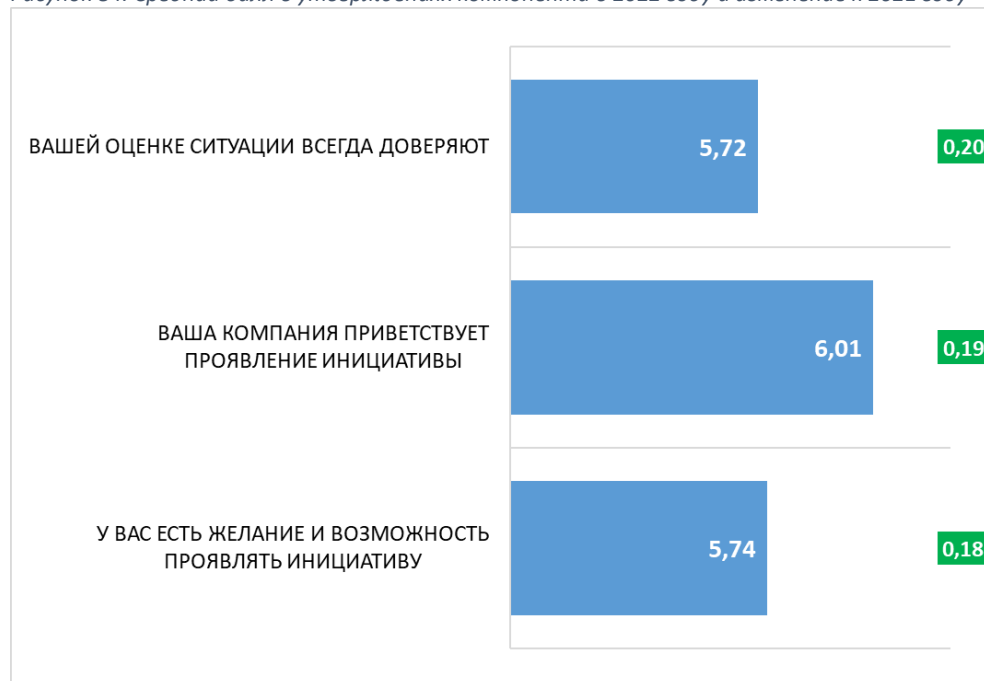 ВАШЕЙ ОЦЕНКЕ СИТУАЦИИ ВСЕГДА ДОВЕРЯЮТ
5,72
0,20
ВАША КОМПАНИЯ ПРИВЕТСТВУЕТ
ПРОЯВЛЕНИЕ ИНИЦИАТИВЫ
6,01
0,19
У ВАС ЕСТЬ ЖЕЛАНИЕ И ВОЗМОЖНОСТЬ
ПРОЯВЛЯТЬ ИНИЦИАТИВУ
5,74
0,18